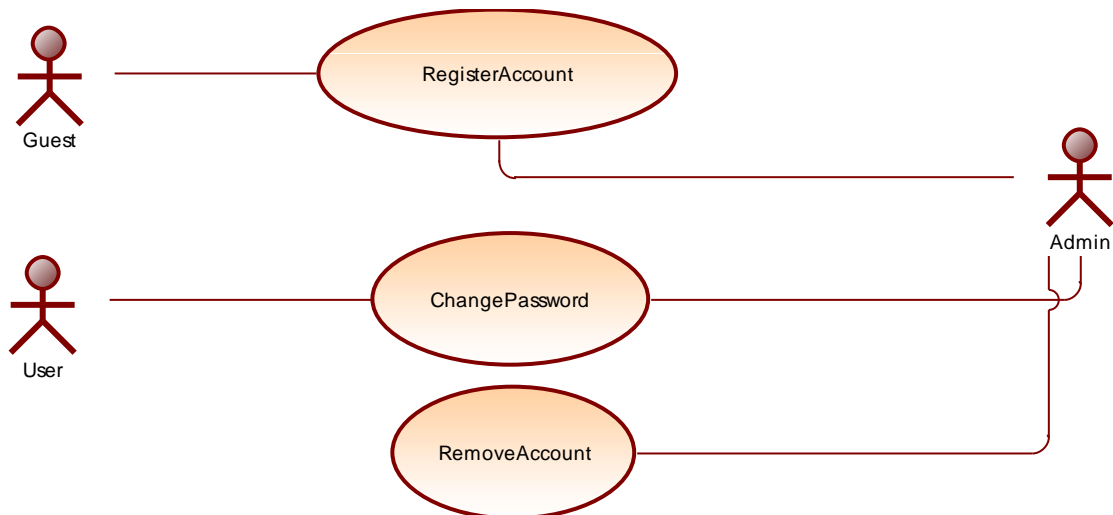 RegisterAccount
Guest
Admin
ChangePassword
User
RemoveAccount